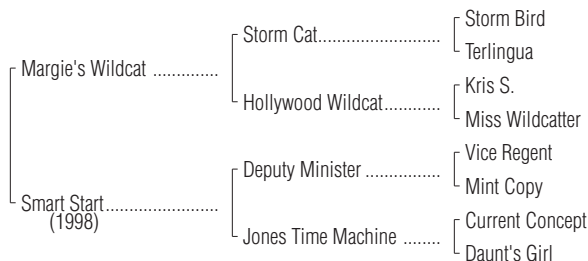 Storm Bird
Storm Cat
Terlingua
Margie's Wildcat
Kris S.
Hollywood Wildcat
Miss Wildcatter
Vice Regent
Deputy Minister
Mint Copy
Smart Start
(1998)
Current Concept
Jones Time Machine
Daunt's Girl